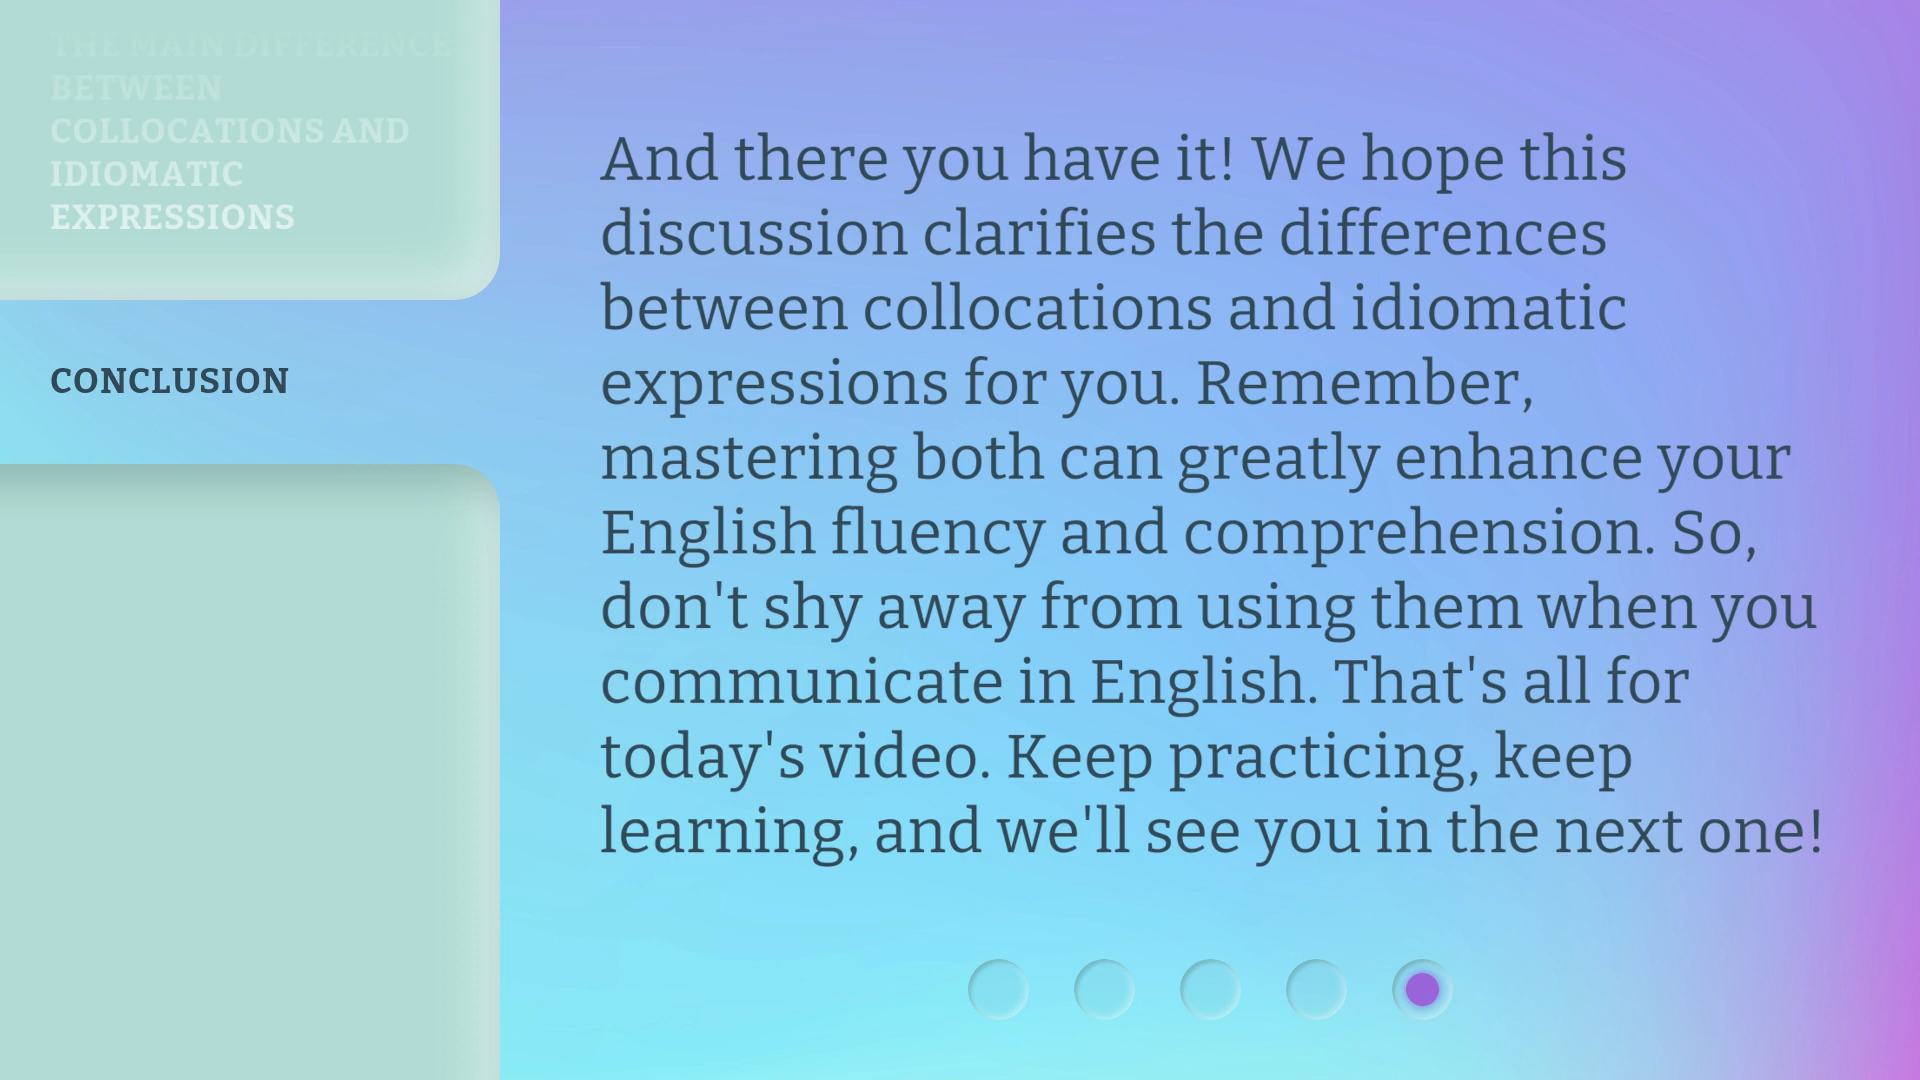 THE MAIN DIFFERENCE
BETWEEN
COLLOCATIONS AND
IDIOMATIC
EXPRESSIONS
CONCLUSION
And there you have it! We hope this
discussion clarifies the differences
between collocations and idiomatic
expressions for you. Remember,
mastering both can greatly enhance your
English fluency and comprehension. So,
don't shy away from using them when you
communicate in English. That's all for
today's video. Keep practicing, keep
learning, and we'll see you in the next one!